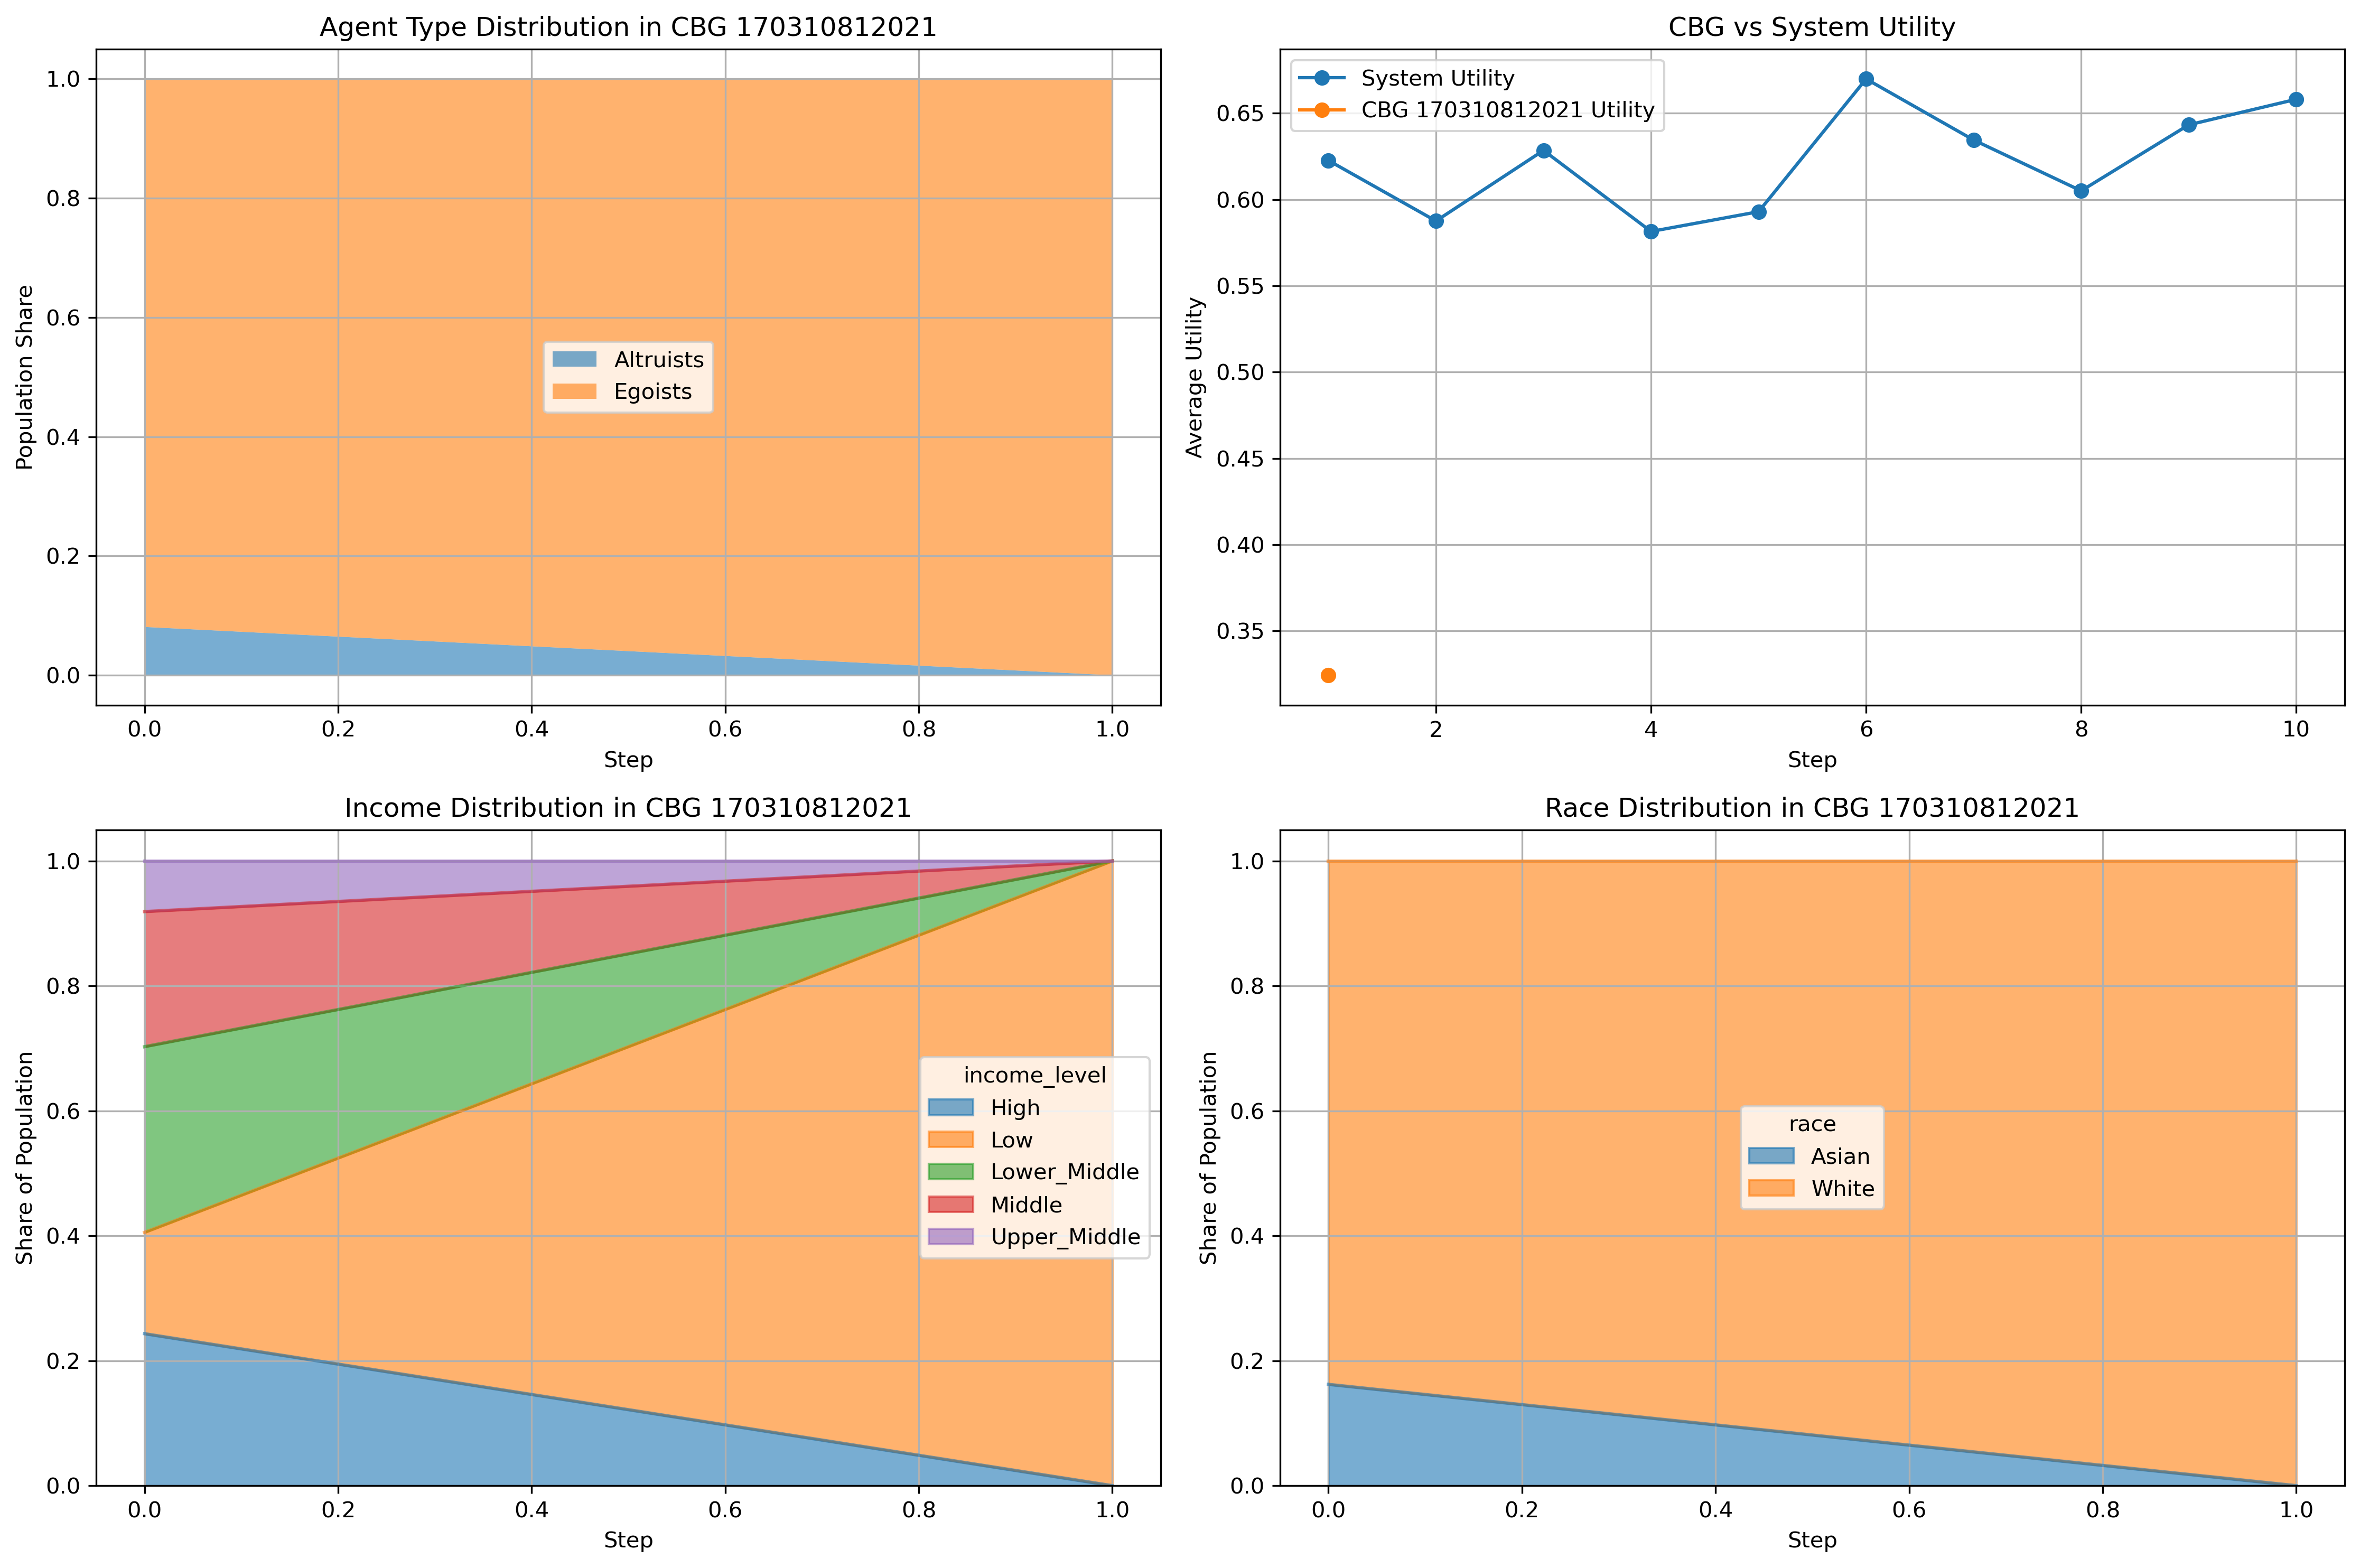 Agent Type Distribution in CBG 170310812021
Population Share
1.0
0.8
0.6
0.4
0.2
0.0
Altruists
Egoists
0.0 0.2 0.4 0.6 0.8 1.0
Step
CBG vs System Utility
Average Utility
System Utility
CBG 170310812021 Utility
0.65
0.60
0.55
0.50
0.45
0.40
0.35
2 4 6 8 10
Step
Income Distribution in CBG 170310812021
Share of Population
1.0
0.8
0.6
0.4
0.2
0.0
income_level
High
Low
Lower_Middle
Middle
Upper_Middle
0.0 0.2 0.4 0.6 0.8 1.0
Step
Race Distribution in CBG 170310812021
Share of Population
1.0
0.8
0.6
0.4
0.2
0.0
race
Asian
White
0.0 0.2 0.4 0.6 0.8 1.0
Step